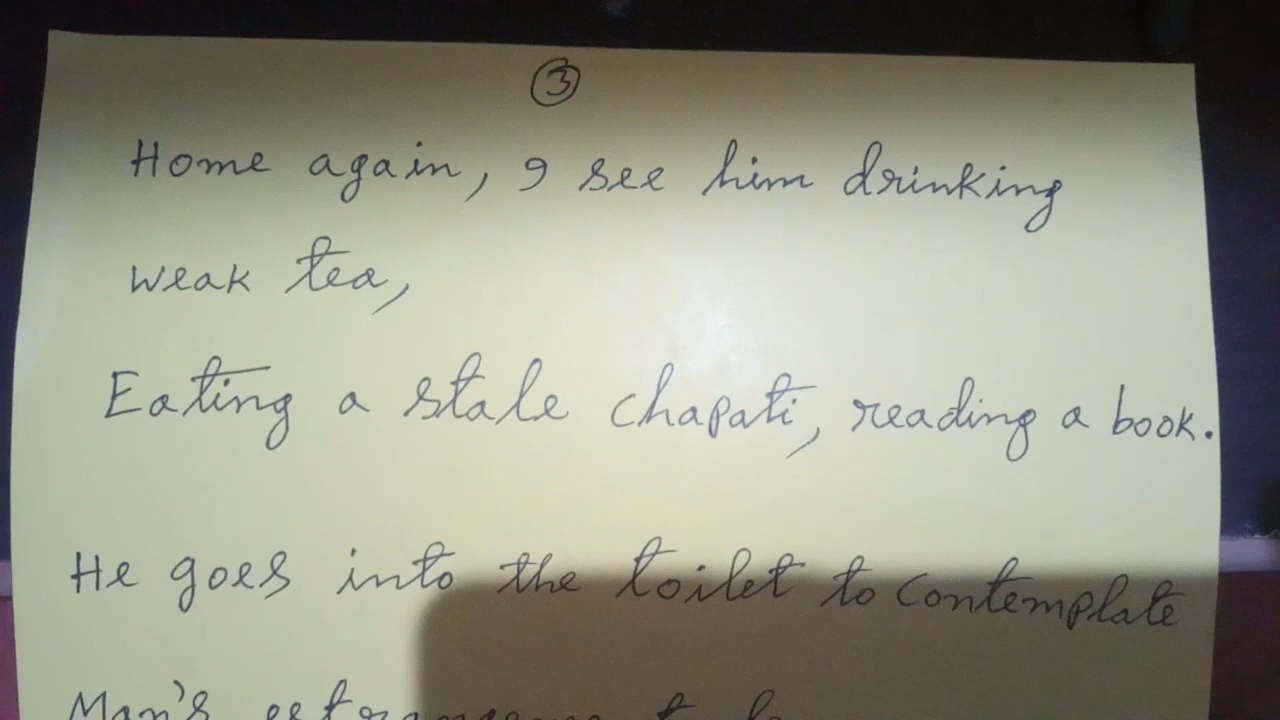 3
Home again, I see him drinking
weak tea,
Eating a stale chapati, reading a book.
He goes into the toilet to contemplate
Man's